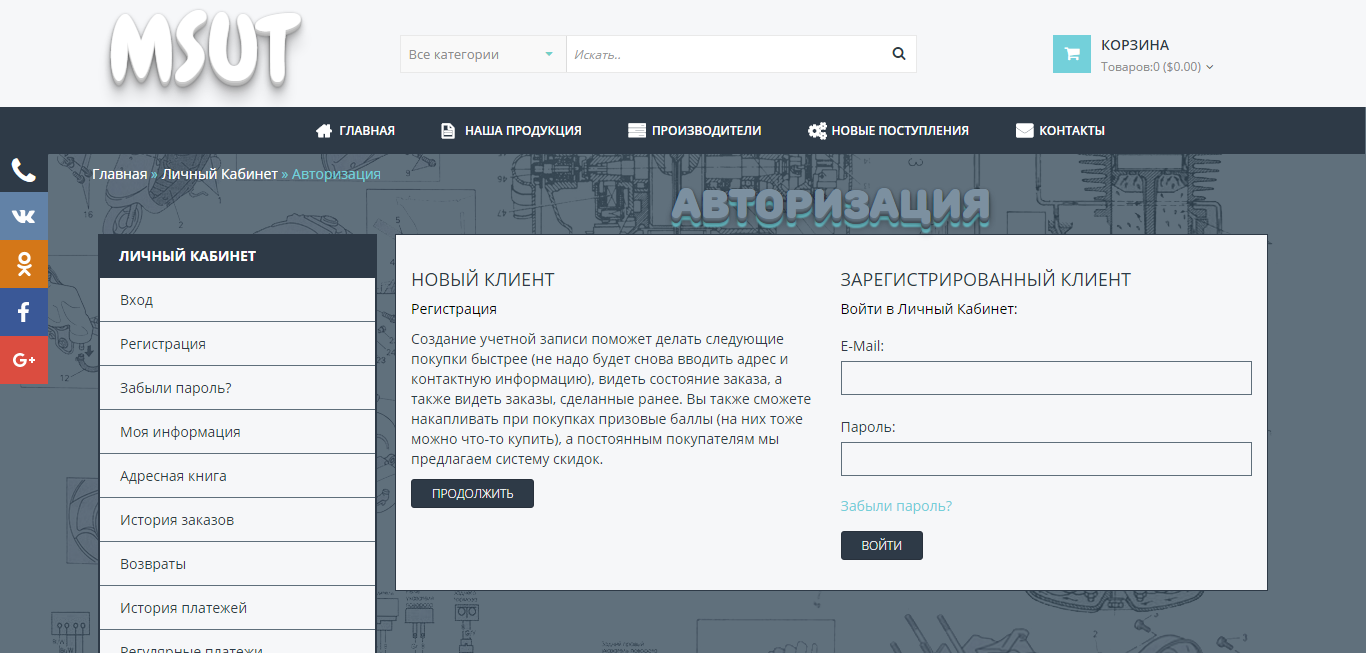 MSUT
Все категории
Искать..
КОРЗИНА
Товаров:0 ($0.00)
ГЛАВНАЯ
НАША ПРОДУКЦИЯ
ПРОИЗВОДИТЕЛИ
НОВЫЕ ПОСТУПЛЕНИЯ
КОНТАКТЫ
Главная » Личный Кабинет » Авторизация
АВТОРИЗАЦИЯ
G+
ЛИЧНЫЙ КАБИНЕТ
Вход
Регистрация
Забыли пароль?
Моя информация
Адресная книга
История заказов
Возвраты
История платежей
Регулярные платежи
НОВЫЙ КЛИЕНТ
Регистрация
Создание учетной записи поможет делать следующие
покупки быстрее (не надо будет снова вводить адрес и
контактную информацию), видеть состояние заказа, а
также видеть заказы, сделанные ранее. Вы также сможете
накапливать при покупках призовые баллы (на них тоже
можно что-то купить), а постоянным покупателям мы
предлагаем систему скидок.
ПРОДОЛЖИТЬ
ЗАРЕГИСТРИРОВАННЫЙ КЛИЕНТ
Войти в Личный Кабинет:
E-Mail:
Пароль:
Забыли пароль?
ВОЙТИ